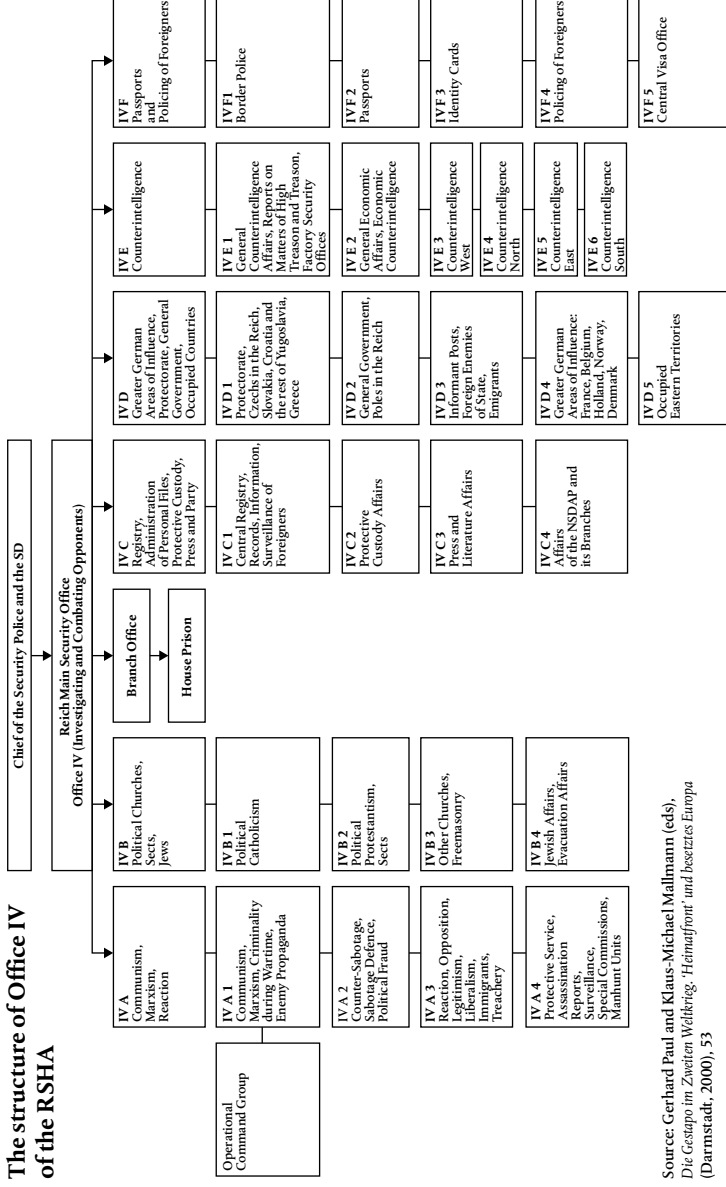 The structure of Office IV
of the RSHA
Chief of the Security Police and the SD
Reich Main Security Office
Office IV (Investigating and Combating Opponents)
IV A
Communism,
Marxism,
Reaction
Operational
Command Group
IV A 1
Communism,
Marxism, Criminality
during Wartime,
Enemy Propaganda
IV A 2
Counter-Sabotage,
Sabotage Defence,
Political Fraud
IV A 3
Reaction, Opposition,
Legitimism,
Liberalism,
Immigrants,
Treachery
IV A 4
Protective Service,
Assassination
Reports,
Surveillance,
Special Commissions,
Manhunt Units
IV B
Political Churches,
Sects,
Jews
IV B 1
Political
Catholicism
IV B 2
Political
Protestantism,
Sects
IV B 3
Other Churches,
Freemasonry
IV B 4
Jewish Affairs,
Evacuation Affairs
Branch Office
House Prison
IV C
Registry,
Administration
of Personal Files,
Protective Custody,
Press and Party
IV C 1
Central Registry,
Records, Information,
Surveillance of
Foreigners
IV C 2
Protective
Custody Affairs
IV C 3
Press and
Literature Affairs
IV C 4
Affairs
of the NSDAP and
its Branches
IV D
Greater German
Areas of Influence,
Protectorate, General
Government,
Occupied Countries
IV D 1
Protectorate,
Czechs in the Reich,
Slovakia, Croatia and
the rest of Yugoslavia,
Greece
IV D 2
General Government,
Poles in the Reich
IV D 3
Informant Posts,
Foreign Enemies
of State,
Emigrants
IV D 4
Greater German
Areas of Influence:
France, Belgium,
Holland, Norway,
Denmark
IV D 5
Occupied
Eastern Territories
IV E
Counterintelligence
IV E 1
General
Counterintelligence
Affairs, Reports on
Matters of High
Treason and Treason,
Factory Security
Offices
IV E 2
General Economic
Affairs, Economic
Counterintelligence
IV E 3
Counterintelligence
West
IV E 4
Counterintelligence
North
IV E 5
Counterintelligence
East
IV E 6
Counterintelligence
South
IV F
Passports
and
Policing of Foreigners
IV F1
Border Police
IV F 2
Passports
IV F 3
Identity Cards
IV F 4
Policing of Foreigners
IV F 5
Central Visa Office
Source: Gerhard Paul and Klaus-Michael Mallmann (eds),
Die Gestapo im Zweiten Weltkrieg. 'Heimatfront' und besetztes Europa
(Darmstadt, 2000), 53